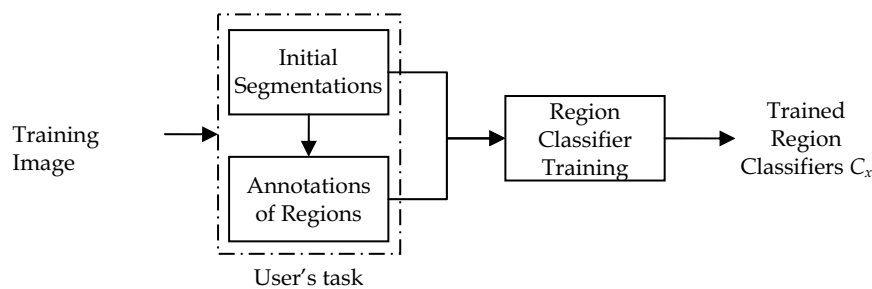 Training
Image
Initial
Segmentations
Annotations
of Regions
User's task
Region
Classifier
Training
Trained
Region
Classifiers Cₓ